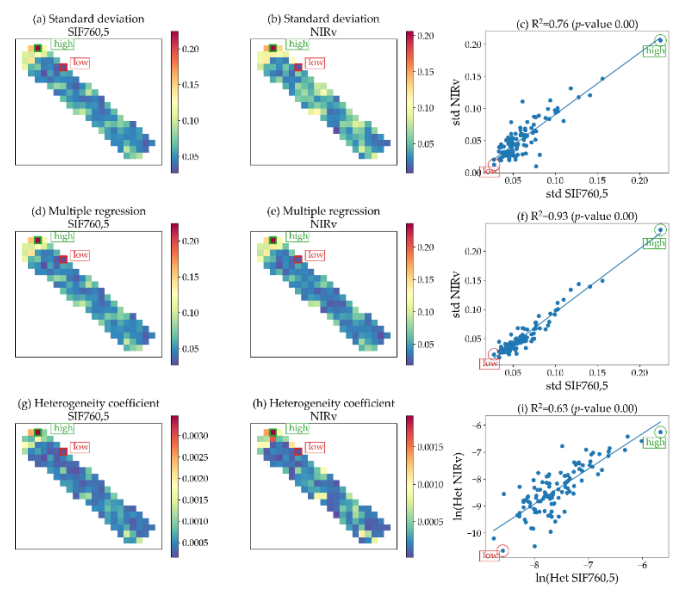 (a) Standard deviation
SIF760,5
high
low
0.20
0.15
0.10
0.05
(b) Standard deviation
NIRv
high
low
0.20
0.15
0.10
0.05
(c) R²=0.76 (p-value 0.00)
high
low
0.20
0.15
0.10
0.05
0.00
std NIRv
0.05
0.10
0.15
0.20
std SIF760,5
(d) Multiple regression
SIF760,5
high
low
0.20
0.15
0.10
0.05
(e) Multiple regression
NIRv
high
low
0.20
0.15
0.10
0.05
(f) R²=0.93 (p-value 0.00)
high
low
0.20
0.15
0.10
0.05
std NIRv
0.05
0.10
0.15
0.20
std SIF760,5
(g) Heterogeneity coefficient
SIF760,5
high
low
0.0030
0.0025
0.0020
0.0015
0.0010
0.0005
(h) Heterogeneity coefficient
NIRv
high
low
0.0015
0.0010
0.0005
(i) R²=0.63 (p-value 0.00)
high
low
-6
-7
-8
-9
-10
ln(Het NIRv)
-8
-7
-6
ln(Het SIF760,5)